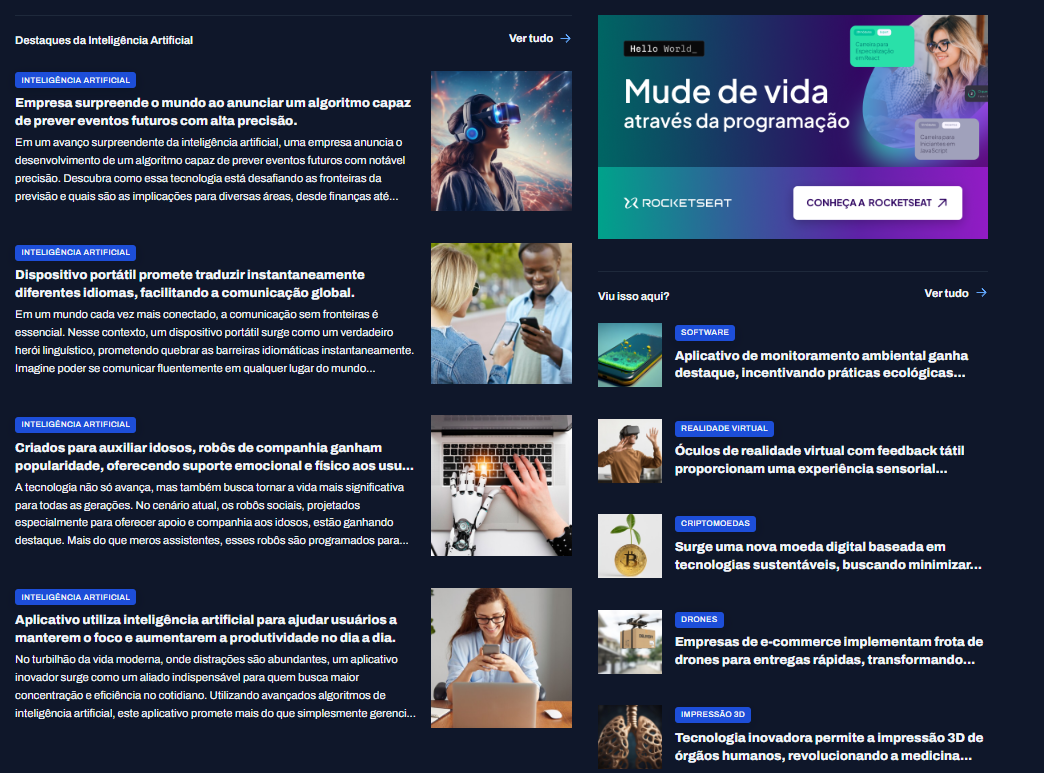 Destaques da Inteligência Artificial
Ver tudo
INTELIGÊNCIA ARTIFICIAL
Empresa surpreende o mundo ao anunciar um algoritmo capaz
de prever eventos futuros com alta precisão.
Em um avanço surpreendente da inteligência artificial, uma empresa anuncia o
desenvolvimento de um algoritmo capaz de prever eventos futuros com notável
precisão. Descubra como essa tecnologia está desafiando as fronteiras da
previsão e quais são as implicações para diversas áreas, desde finanças até...
INTELIGÊNCIA ARTIFICIAL
Dispositivo portátil promete traduzir instantaneamente
diferentes idiomas, facilitando a comunicação global.
Em um mundo cada vez mais conectado, a comunicação sem fronteiras é
essencial. Nesse contexto, um dispositivo portátil surge como um verdadeiro
herói linguístico, prometendo quebrar as barreiras idiomáticas instantaneamente.
Imagine poder se comunicar fluentemente em qualquer lugar do mundo...
INTELIGÊNCIA ARTIFICIAL
Criados para auxiliar idosos, robôs de companhia ganham
popularidade, oferecendo suporte emocional e físico aos usu...
A tecnologia não só avança, mas também busca tornar a vida mais significativa
para todas as gerações. No cenário atual, os robôs sociais, projetados
especialmente para oferecer apoio e companhia aos idosos, estão ganhando
destaque. Mais do que meros assistentes, esses robôs são programados para...
INTELIGÊNCIA ARTIFICIAL
Aplicativo utiliza inteligência artificial para ajudar usuários a
manterem o foco e aumentarem a produtividade no dia a dia.
No turbilhão da vida moderna, onde distrações são abundantes, um aplicativo
inovador surge como um aliado indispensável para quem busca maior
concentração e eficiência no cotidiano. Utilizando avançados algoritmos de
inteligência artificial, este aplicativo promete mais do que simplesmente gerenci...
Hello World_
Mude de vida
através da programação
Carreira para
Especialização
em React
Carreira para
Iniciantes em
JavaScript
ROCKETSEAT
CONHEÇA A ROCKETSEAT
Viu isso aqui?
Ver tudo
SOFTWARE
Aplicativo de monitoramento ambiental ganha
destaque, incentivando práticas ecológicas...
REALIDADE VIRTUAL
Óculos de realidade virtual com feedback tátil
proporcionam uma experiência sensorial...
CRIPTOMOEDAS
Surge uma nova moeda digital baseada em
tecnologias sustentáveis, buscando minimizar...
DRONES
Empresas de e-commerce implementam frota de
drones para entregas rápidas, transformando...
IMPRESSÃO 3D
Tecnologia inovadora permite a impressão 3D de
órgãos humanos, revolucionando a medicina...